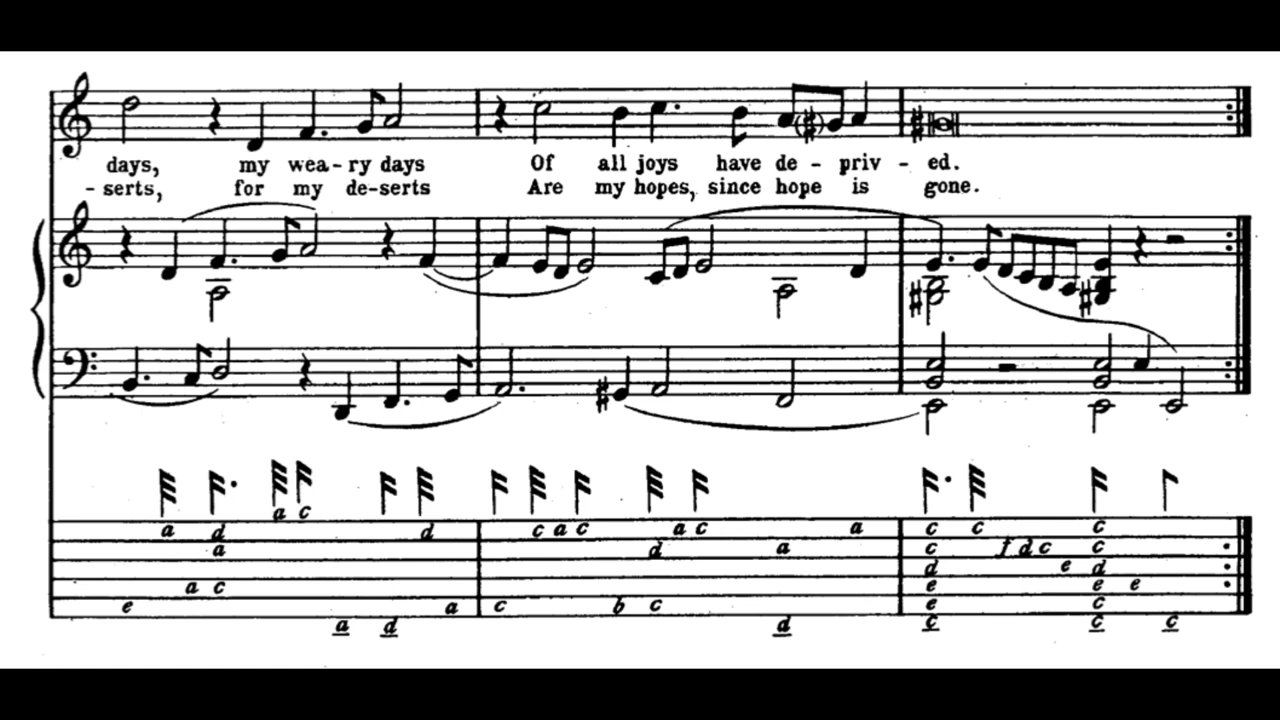 days, my wea-ry days Of all joys have de-priv-ed.
-serts, for my de-serts Are my hopes, since hope is gone.
a c
a d d c a c a c a c c c
a d a c f d c c
d e d
a c e e e
e a c b c e c
a d d c c c